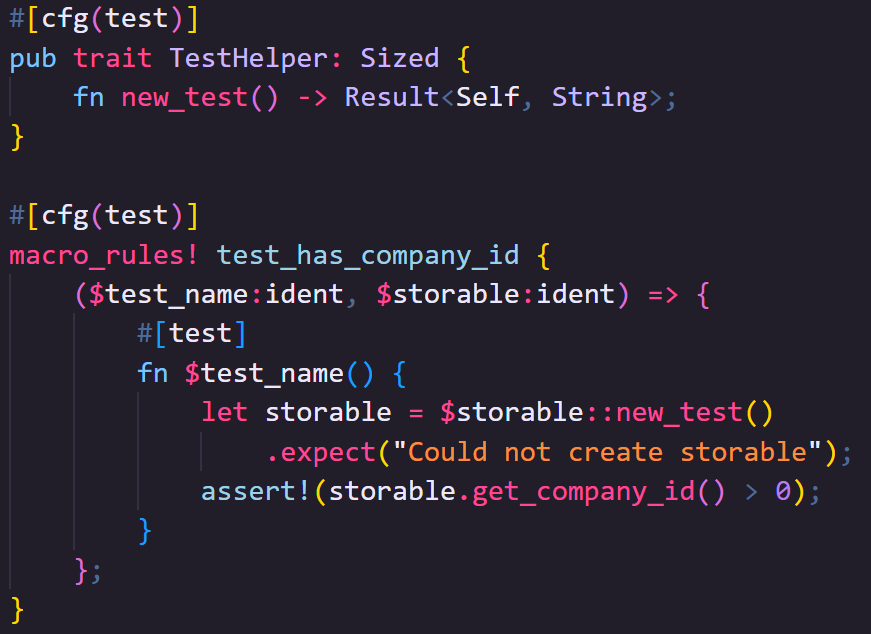 #[cfg(test)]
pub trait TestHelper: Sized {
    fn new_test() -> Result<Self, String>;
}

#[cfg(test)]
macro_rules! test_has_company_id {
    ($test_name:ident, $storable:ident) => {
        #[test]
        fn $test_name() {
            let storable = $storable::new_test()
                .expect("Could not create storable");
            assert!(storable.get_company_id() > 0);
        }
    };
}